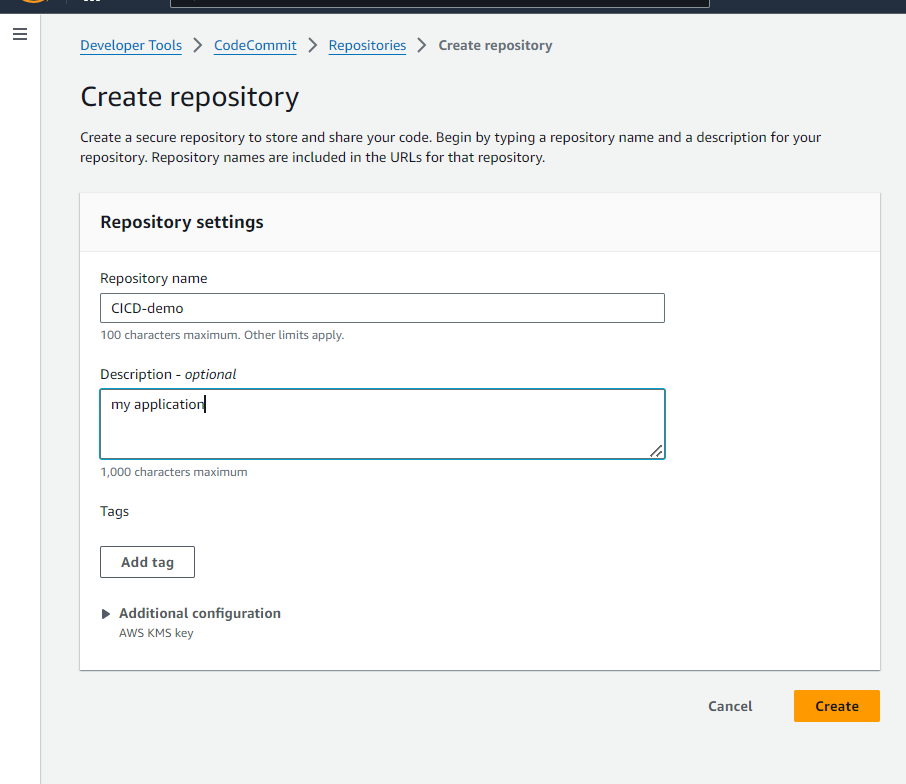 Developer Tools > CodeCommit > Repositories > Create repository
Create repository
Create a secure repository to store and share your code. Begin by typing a repository name and a description for your
repository. Repository names are included in the URLs for that repository.
Repository settings
Repository name
CICD-demo
100 characters maximum. Other limits apply.
Description - optional
my application
1,000 characters maximum
Tags
Add tag
Additional configuration
AWS KMS key
Cancel
Create